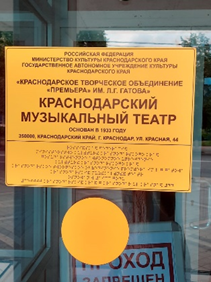 РОССИЙСКАЯ ФЕДЕРАЦИЯ
МИНИСТЕРСТВО КУЛЬТУРЫ КРАСНОДАРСКОГО КРАЯ
ГОСУДАРСТВЕННОЕ АВТОНОМНОЕ УЧРЕЖДЕНИЕ КУЛЬТУРЫ
КРАСНОДАРСКОГО КРАЯ
«КРАСНОДАРСКОЕ ТВОРЧЕСКОЕ ОБЪЕДИНЕНИЕ
«ПРЕМЬЕРА» ИМ. Л.Г. ГАТОВА»
КРАСНОДАРСКИЙ
МУЗЫКАЛЬНЫЙ ТЕАТР
ОСНОВАН В 1933 ГОДУ
350000, КРАСНОДАРСКИЙ КРАЙ, Г. КРАСНОДАР, УЛ. КРАСНАЯ, 44
ПРОХОД
ЗАПРЕЩЕН